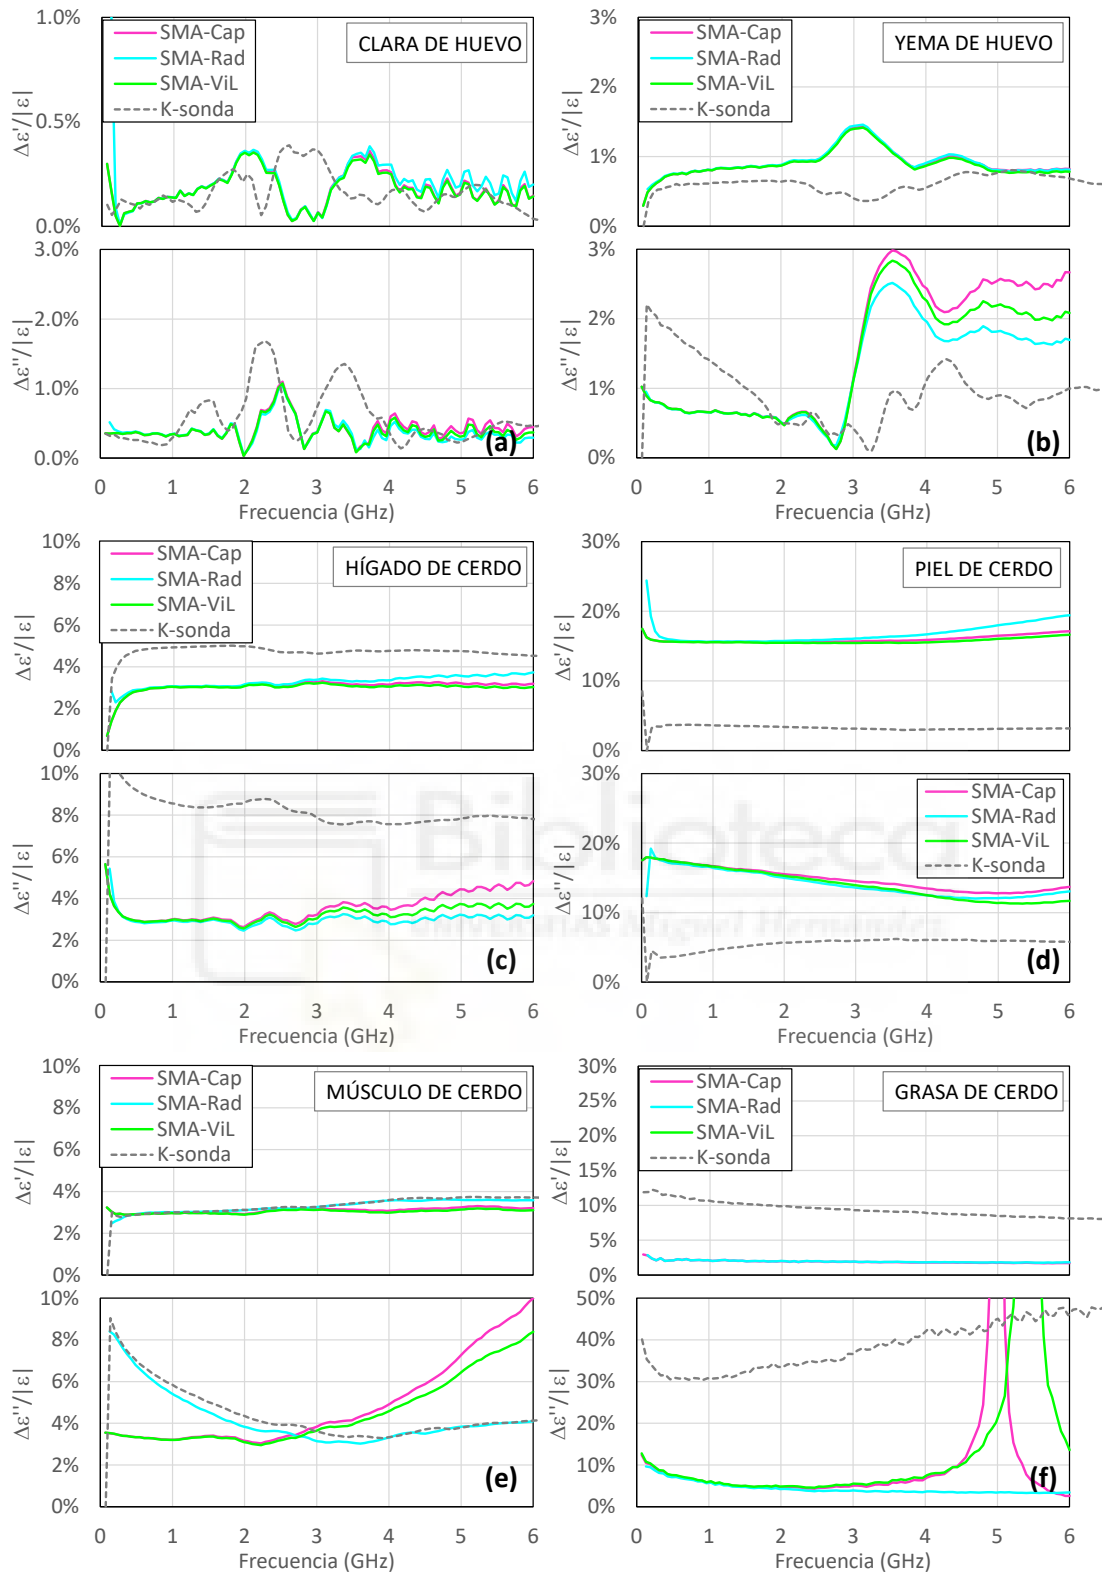 1.0%
0.5%
0.0%
Δε'/|ε|
SMA-Cap
SMA-Rad
SMA-ViL
K-sonda
CLARA DE HUEVO
3.0%
2.0%
1.0%
0.0%
Δε''/|ε|
(a)
0 1 2 3 4 5 6
Frecuencia (GHz)
3%
2%
1%
0%
Δε'/|ε|
SMA-Cap
SMA-Rad
SMA-ViL
K-sonda
YEMA DE HUEVO
3%
2%
1%
0%
Δε''/|ε|
(b)
0 1 2 3 4 5 6
Frecuencia (GHz)
10%
8%
6%
4%
2%
0%
Δε'/|ε|
SMA-Cap
SMA-Rad
SMA-ViL
K-sonda
HÍGADO DE CERDO
10%
8%
6%
4%
2%
0%
Δε''/|ε|
(c)
0 1 2 3 4 5 6
Frecuencia (GHz)
30%
20%
10%
0%
Δε'/|ε|
PIEL DE CERDO
30%
20%
10%
0%
Δε''/|ε|
SMA-Cap
SMA-Rad
SMA-ViL
K-sonda
(d)
0 1 2 3 4 5 6
Frecuencia (GHz)
Biblioteca
UNIVERSITAS Miguel Hernández
10%
8%
6%
4%
2%
0%
Δε'/|ε|
SMA-Cap
SMA-Rad
SMA-ViL
K-sonda
MÚSCULO DE CERDO
10%
8%
6%
4%
2%
0%
Δε''/|ε|
(e)
0 1 2 3 4 5 6
Frecuencia (GHz)
30%
25%
20%
15%
10%
5%
0%
Δε'/|ε|
SMA-Cap
SMA-Rad
SMA-ViL
K-sonda
GRASA DE CERDO
50%
40%
30%
20%
10%
0%
Δε''/|ε|
(f)
0 1 2 3 4 5 6
Frecuencia (GHz)